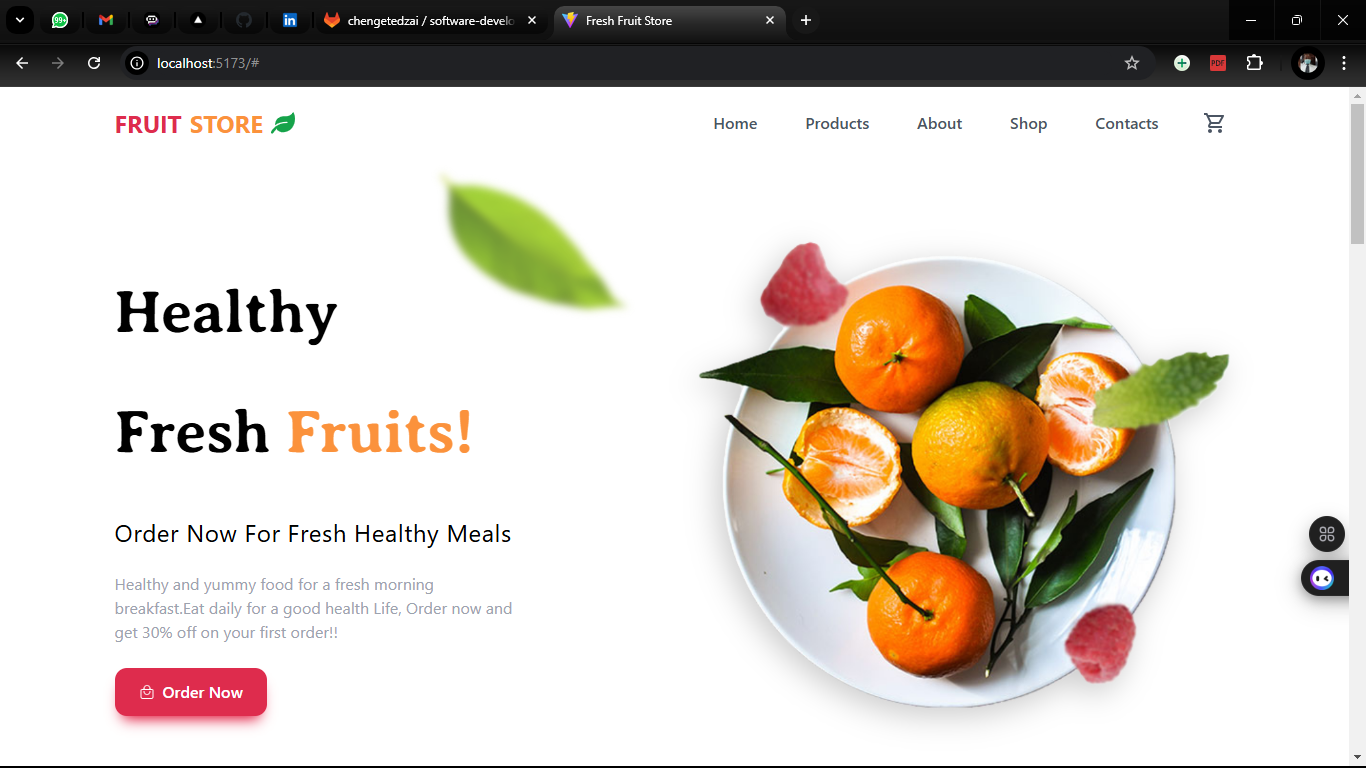 99+
chengetedzai / software-develo
Fresh Fruit Store
localhost:5173/#
PDF
FRUIT STORE
Home
Products
About
Shop
Contacts
Healthy
Fresh Fruits!
Order Now For Fresh Healthy Meals
Healthy and yummy food for a fresh morning
breakfast.Eat daily for a good health Life, Order now and
get 30% off on your first order!!
Order Now